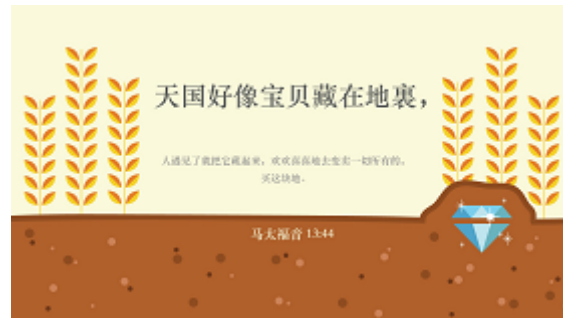 天国好像宝贝藏在地裏，
人遇见了就把它藏起来，欢欢喜喜地去变卖一切所有的，
买这块地。
马太福音 13:44